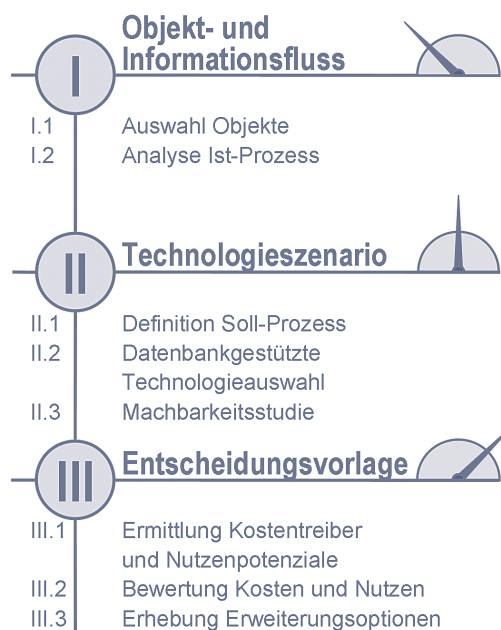 Objekt- und
Informationsfluss
I
I.1 Auswahl Objekte
I.2 Analyse Ist-Prozess
Technologieszenario
II
II.1 Definition Soll-Prozess
II.2 Datenbankgestützte
Technologieauswahl
II.3 Machbarkeitsstudie
Entscheidungsvorlage
III
III.1 Ermittlung Kostentreiber
und Nutzenpotenziale
III.2 Bewertung Kosten und Nutzen
III.3 Erhebung Erweiterungsoptionen